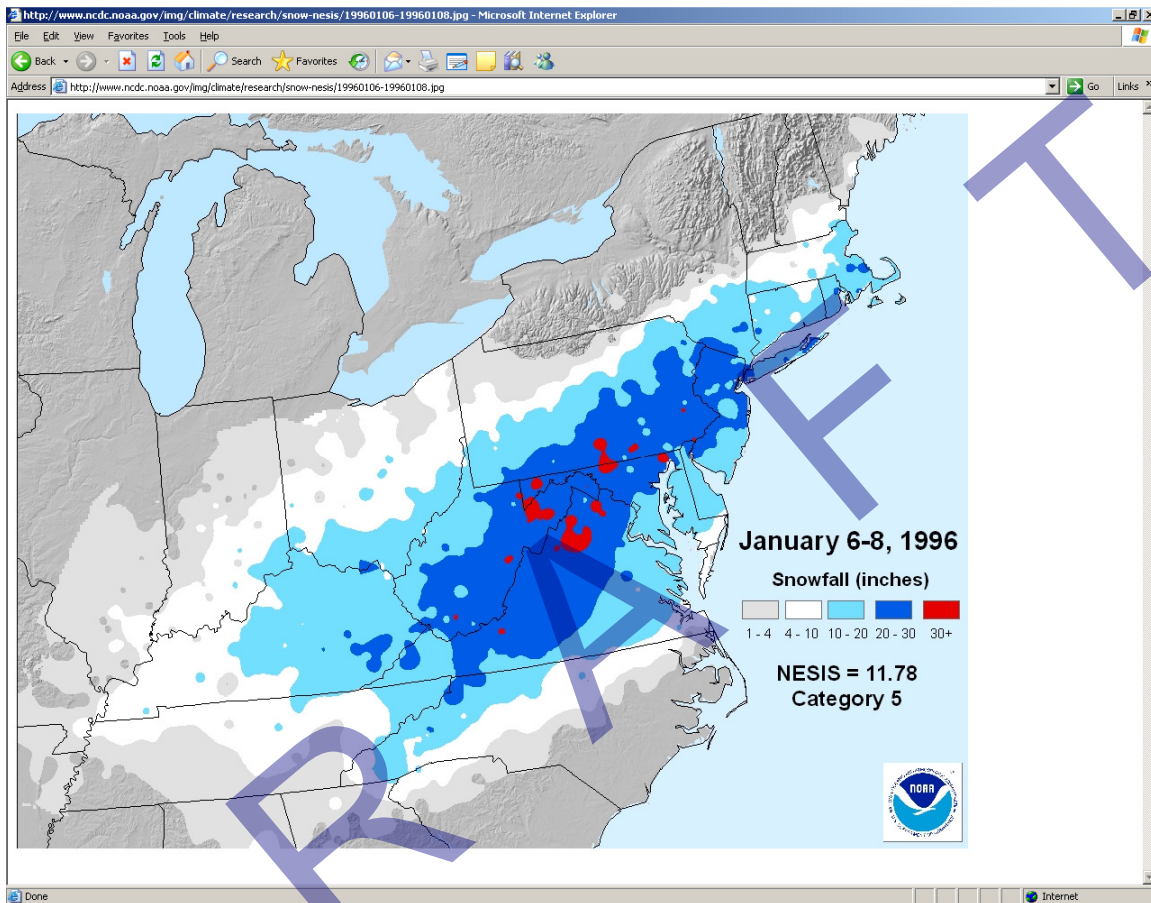 http://www.ncdc.noaa.gov/img/climate/research/snow-nesis/19960106-19960108.jpg - Microsoft Internet Explorer
File Edit View Favorites Tools Help
Back Search Favorites
Address http://www.ncdc.noaa.gov/img/climate/research/snow-nesis/19960106-19960108.jpg Go Links
January 6-8, 1996
Snowfall (inches)
1 - 4 4 - 10 10 - 20 20 - 30 30+
NESIS = 11.78
Category 5
NOAA
R A F T
Done Internet